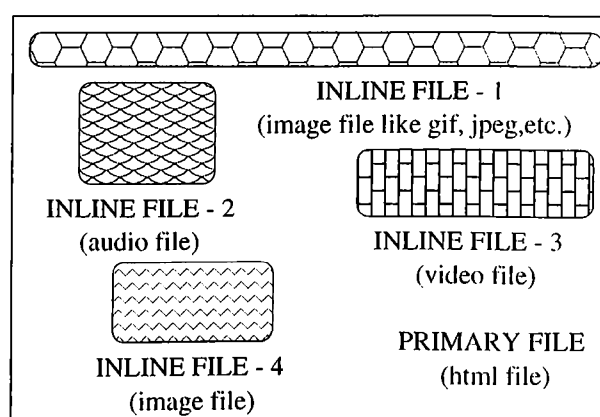 INLINE FILE - 1
(image file like gif, jpeg,etc.)
INLINE FILE - 2
(audio file)
INLINE FILE - 3
(video file)
INLINE FILE - 4
(image file)
PRIMARY FILE
(html file)